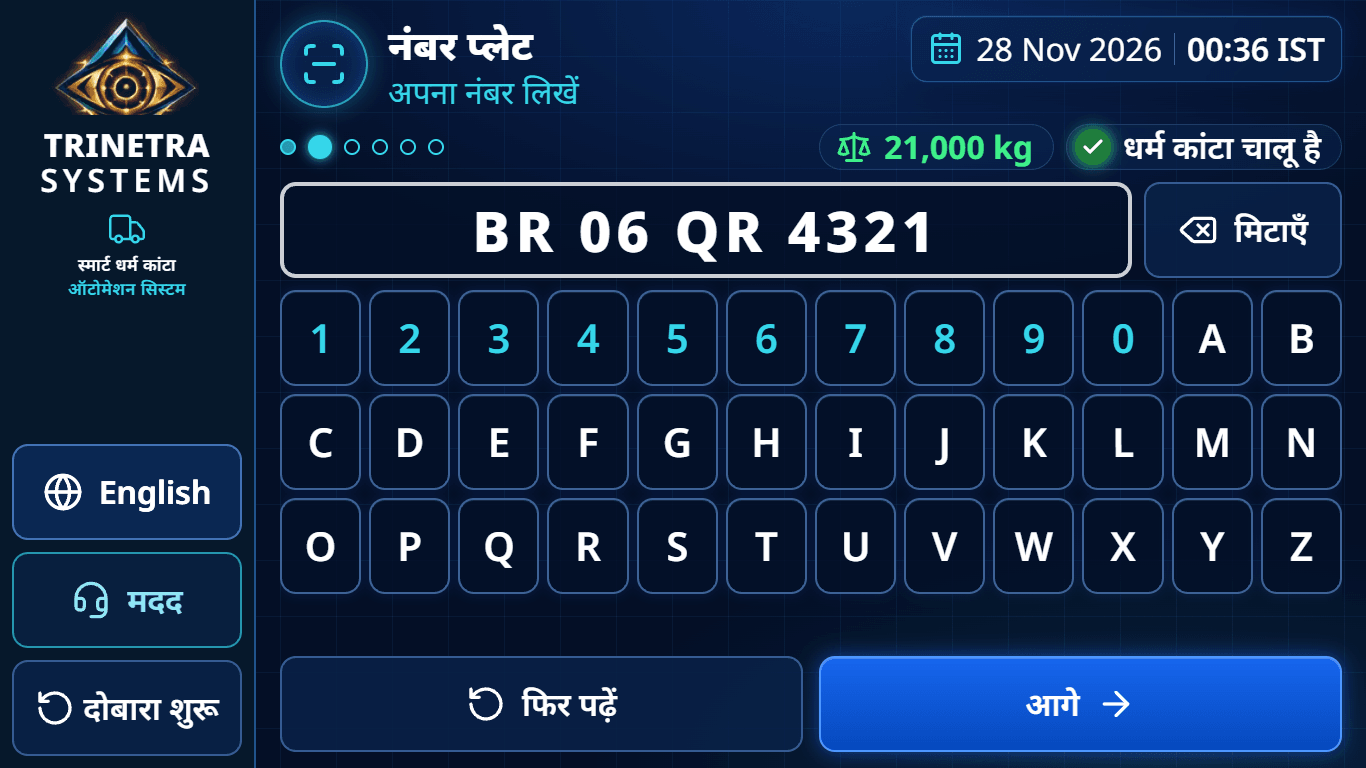 TRINETRA
SYSTEMS
स्मार्ट धर्म कांटा
ऑटोमेशन सिस्टम
English
मदद
दोबारा शुरू
नंबर प्लेट
अपना नंबर लिखें
28 Nov 2026 00:36 IST
21,000 kg
धर्म कांटा चालू है
BR 06 QR 4321
मिटाएँ
1 2 3 4 5 6 7 8 9 0 A B
C D E F G H I J K L M N
O P Q R S T U V W X Y Z
फिर पढ़ें
आगे